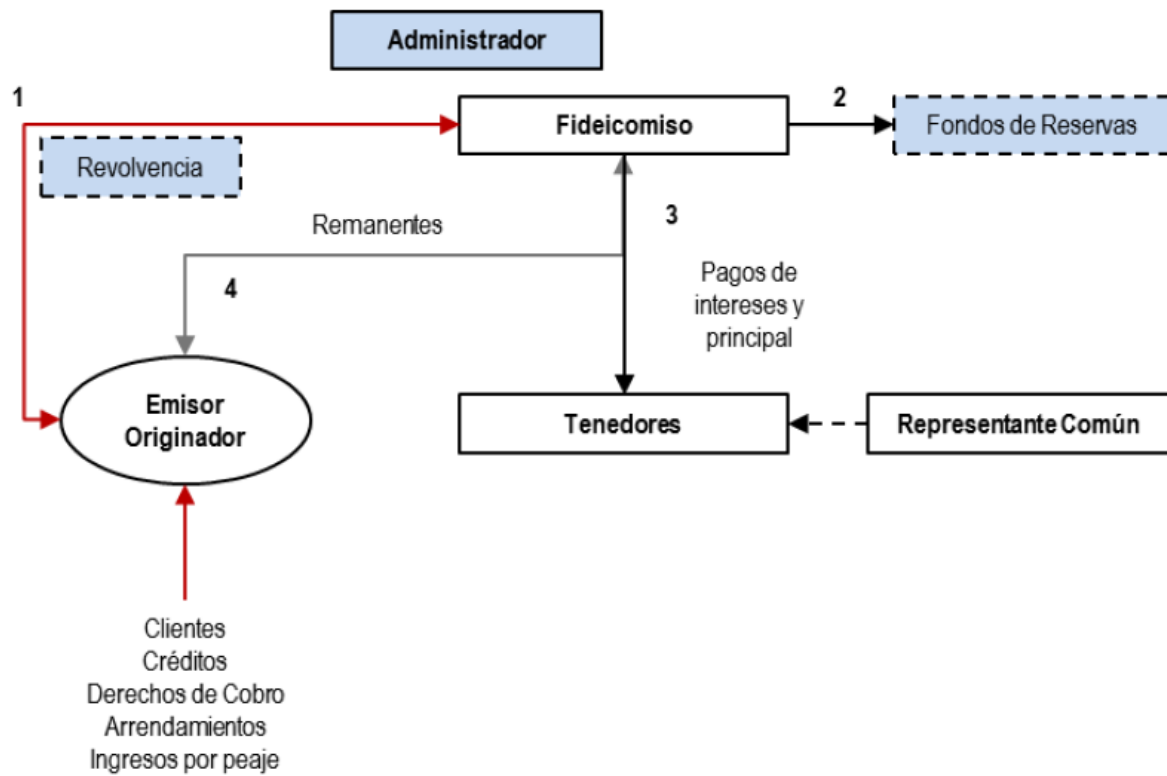 Administrador
1
Fideicomiso
2
Fondos de Reservas
Revolvencia
Remanentes
3
4
Pagos de
intereses y
principal
Emisor
Originador
Tenedores
Representante Común
Clientes
Créditos
Derechos de Cobro
Arrendamientos
Ingresos por peaje